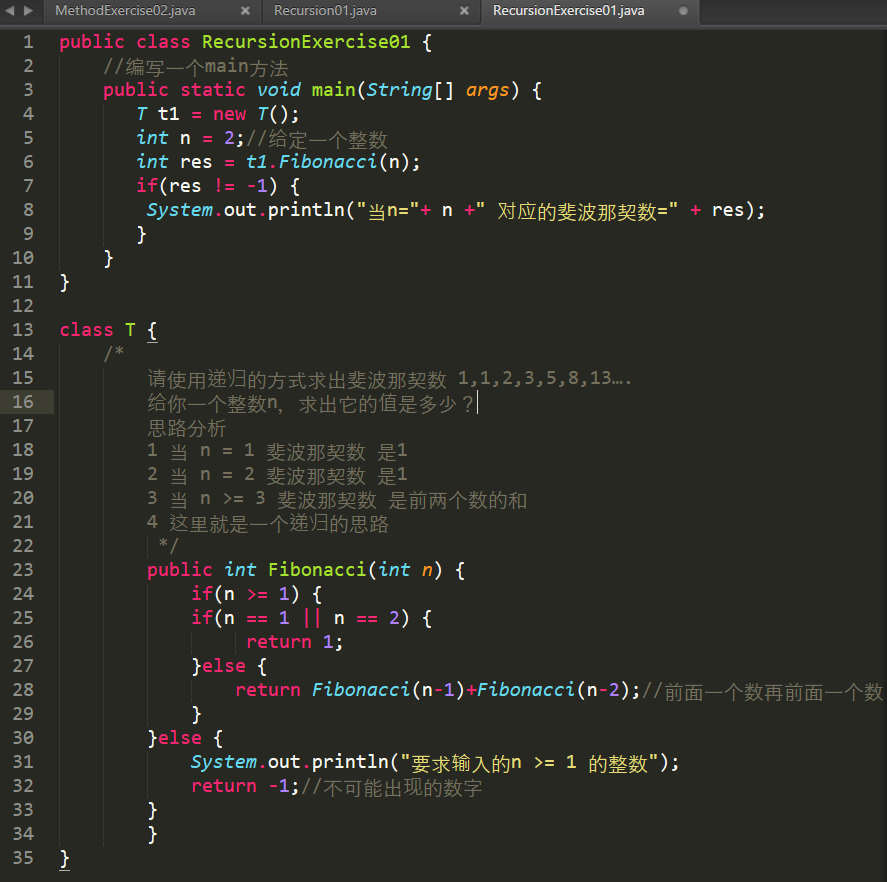 MethodExercise02.java × Recursion01.java × RecursionExercise01.java
1 public class RecursionExercise01 {
2 //编写一个main方法
3 public static void main(String[] args) {
4 T t1 = new T();
5 int n = 2;//给定一个整数
6 int res = t1.Fibonacci(n);
7 if(res != -1) {
8 System.out.println("当n="+ n +" 对应的斐波那契数=" + res);
9 }
10 }
11 }
12
13 class T {
14 /*
15 请使用递归的方式求出斐波那契数 1,1,2,3,5,8,13….
16 给你一个整数n, 求出它的值是多少？
17 思路分析
18 1 当 n = 1 斐波那契数 是1
19 2 当 n = 2 斐波那契数 是1
20 3 当 n >= 3 斐波那契数 是前两个数的和
21 4 这里就是一个递归的思路
22 */
23 public int Fibonacci(int n) {
24 if(n >= 1) {
25 if(n == 1 || n == 2) {
26 return 1;
27 }else {
28 return Fibonacci(n-1)+Fibonacci(n-2);//前面一个数再前面一个数
29 }
30 }else {
31 System.out.println("要求输入的n >= 1 的整数");
32 return -1;//不可能出现的数字
33 }
34 }
35 }